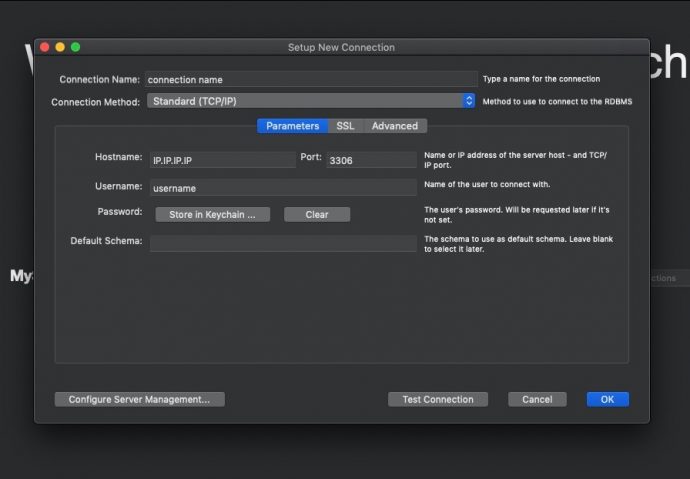 Setup New Connection
Connection Name: connection name Type a name for the connection
Connection Method: Standard (TCP/IP) Method to use to connect to the RDBMS
Parameters SSL Advanced
Hostname: IP.IP.IP.IP Port: 3306 Name or IP address of the server host - and TCP/
IP port.
Username: username Name of the user to connect with.
Password: Store in Keychain ... Clear The user's password. Will be requested later if it's
not set.
Default Schema: The schema to use as default schema. Leave blank
to select it later.
Configure Server Management... Test Connection Cancel OK